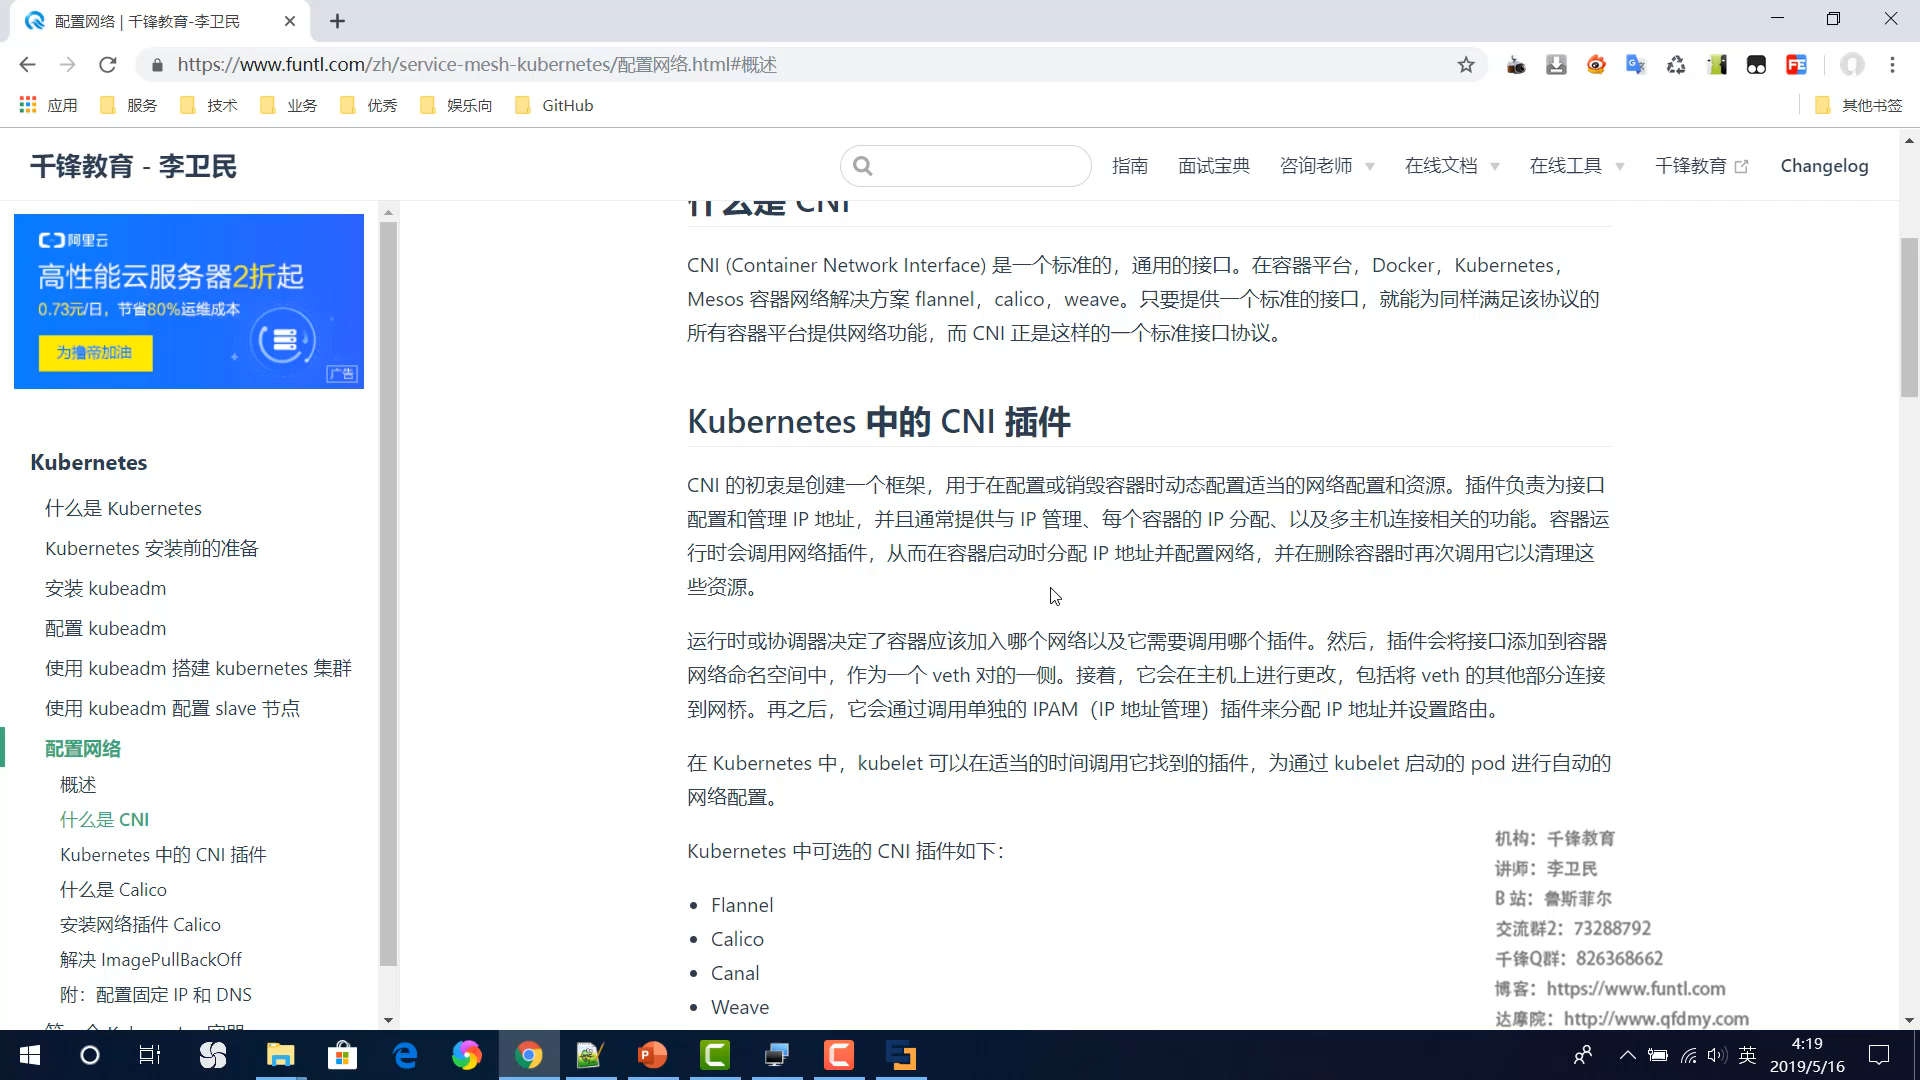 配置网络 | 千锋教育-李卫民
https://www.funtl.com/zh/service-mesh-kubernetes/配置网络.html#概述
应用 服务 技术 业务 优秀 娱乐向 GitHub 其他书签
千锋教育 - 李卫民
指南 面试宝典 咨询老师 在线文档 在线工具 千锋教育 Changelog
阿里云
高性能云服务器2折起
0.73元/日，节省80%运维成本
为撸帝加油
广告
Kubernetes
什么是 Kubernetes
Kubernetes 安装前的准备
安装 kubeadm
配置 kubeadm
使用 kubeadm 搭建 kubernetes 集群
使用 kubeadm 配置 slave 节点
配置网络
概述
什么是 CNI
Kubernetes 中的 CNI 插件
什么是 Calico
安装网络插件 Calico
解决 ImagePullBackOff
附：配置固定 IP 和 DNS
第一个 Kubernetes 容器
什么是 CNI
CNI (Container Network Interface) 是一个标准的，通用的接口。在容器平台，Docker，Kubernetes，
Mesos 容器网络解决方案 flannel，calico，weave。只要提供一个标准的接口，就能为同样满足该协议的
所有容器平台提供网络功能，而 CNI 正是这样的一个标准接口协议。
Kubernetes 中的 CNI 插件
CNI 的初衷是创建一个框架，用于在配置或销毁容器时动态配置适当的网络配置和资源。插件负责为接口
配置和管理 IP 地址，并且通常提供与 IP 管理、每个容器的 IP 分配、以及多主机连接相关的功能。容器运
行时会调用网络插件，从而在容器启动时分配 IP 地址并配置网络，并在删除容器时再次调用它以清理这
些资源。
运行时或协调器决定了容器应该加入哪个网络以及它需要调用哪个插件。然后，插件会将接口添加到容器
网络命名空间中，作为一个 veth 对的一侧。接着，它会在主机上进行更改，包括将 veth 的其他部分连接
到网桥。再之后，它会通过调用单独的 IPAM（IP 地址管理）插件来分配 IP 地址并设置路由。
在 Kubernetes 中，kubelet 可以在适当的时间调用它找到的插件，为通过 kubelet 启动的 pod 进行自动的
网络配置。
Kubernetes 中可选的 CNI 插件如下：
Flannel
Calico
Canal
Weave
机构：千锋教育
讲师：李卫民
B 站：鲁斯菲尔
交流群2：73288792
千锋Q群：826368662
博客：https://www.funtl.com
达摩院：http://www.qfdmy.com
英
4:19
2019/5/16